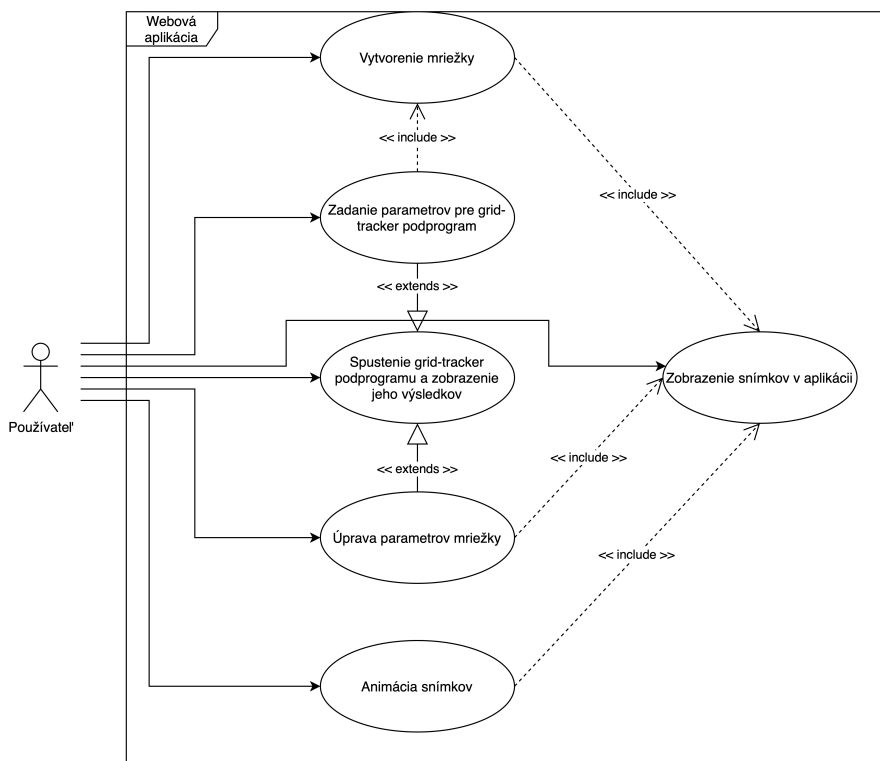 Webová
aplikácia
Vytvorenie mriežky
<< include >>
<< include >>
Zadanie parametrov pre grid-
tracker podprogram
<< extends >>
Spustenie grid-tracker
podprogramu a zobrazenie
jeho výsledkov
Zobrazenie snímkov v aplikácii
Používateľ
<< include >>
<< extends >>
Úprava parametrov mriežky
<< include >>
Animácia snímkov